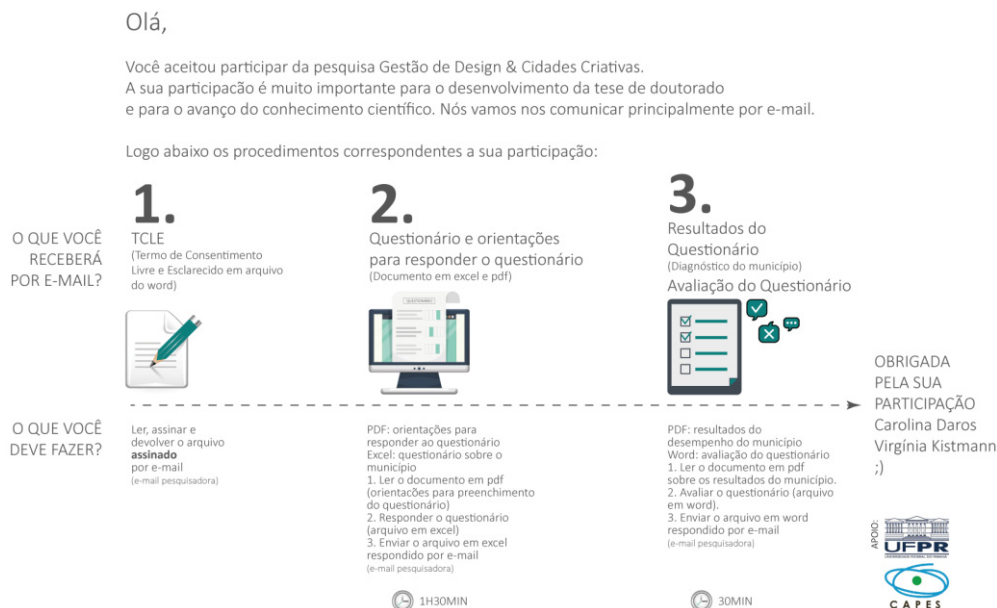 Olá,
Você aceitou participar da pesquisa Gestão de Design & Cidades Criativas.
A sua participacão é muito importante para o desenvolvimento da tese de doutorado
e para o avanço do conhecimento científico. Nós vamos nos comunicar principalmente por e-mail.
Logo abaixo os procedimentos correspondentes a sua participação:
O QUE VOCÊ
RECEBERÁ
POR E-MAIL?
1.
TCLE
(Termo de Consentimento
Livre e Esclarecido em arquivo
do word)
2.
Questionário e orientações
para responder o questionário
(Documento em excel e pdf)
QUESTIONÁRIO
3.
Resultados do
Questionário
(Diagnóstico do município)
Avaliação do Questionário
O QUE VOCÊ
DEVE FAZER?
Ler, assinar e
devolver o arquivo
assinado
por e-mail
(e-mail pesquisadora)
PDF: orientações para
responder ao questionário
Excel: questionário sobre o
município
1. Ler o documento em pdf
(orientacões para preenchimento
do questionário)
2. Responder o questionário
(arquivo em excel)
3. Enviar o arquivo em excel
respondido por e-mail
(e-mail pesquisadora)
1H30MIN
PDF: resultados do
desempenho do município
Word: avaliação do questionário
1. Ler o documento em pdf
sobre os resultados do município.
2. Avaliar o questionário (arquivo
em word).
3. Enviar o arquivo em word
respondido por e-mail
(e-mail pesquisadora)
30MIN
OBRIGADA
PELA SUA
PARTICIPAÇÃO
Carolina Daros
Virgínia Kistmann
;)
APOIO:
UFPR
UNIVERSIDADE FEDERAL DO PARANÁ
CAPES